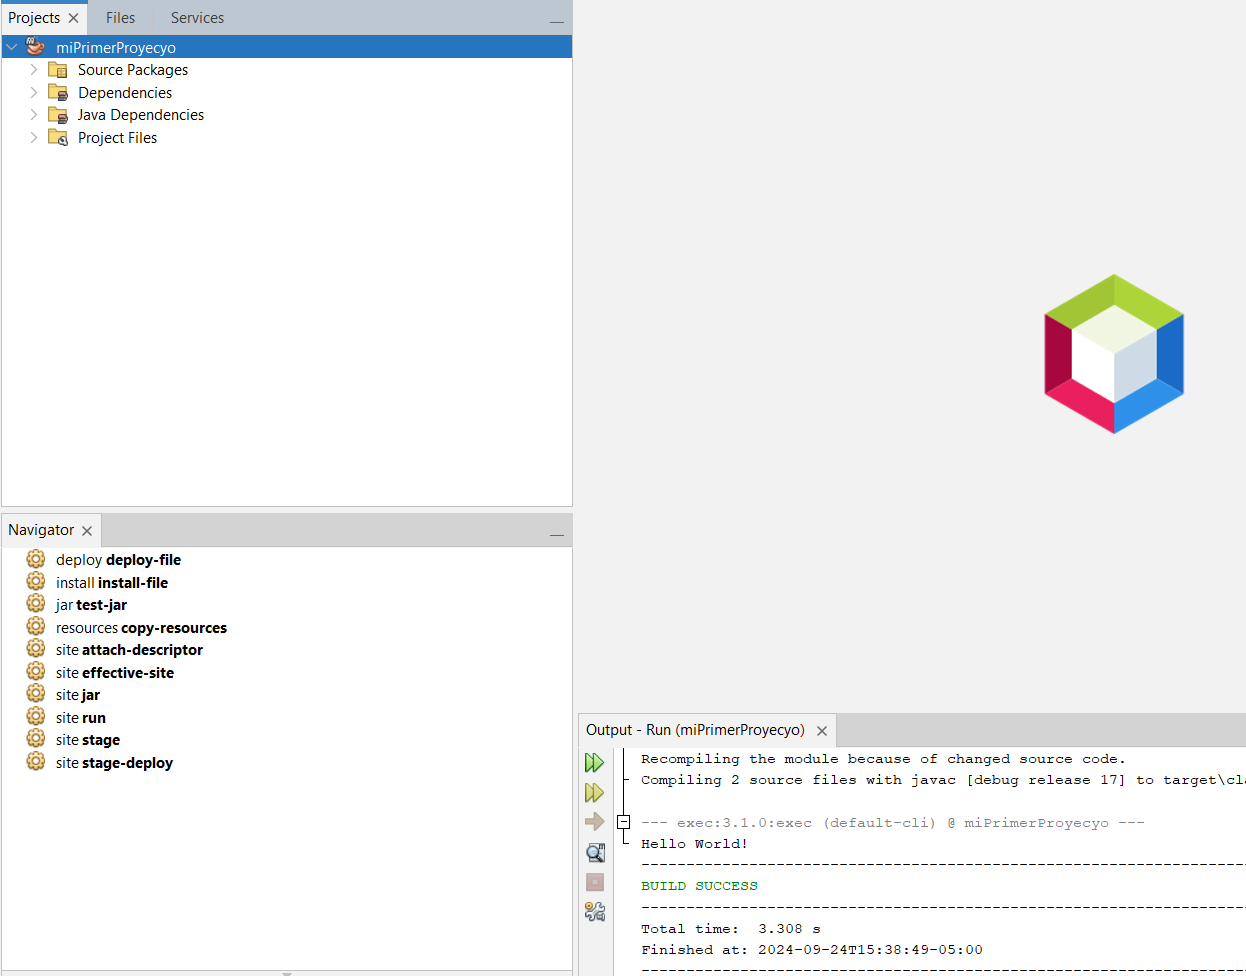 Projects Files Services
miPrimerProyecyo
Source Packages
Dependencies
Java Dependencies
Project Files
Navigator
deploy deploy-file
install install-file
jar test-jar
resources copy-resources
site attach-descriptor
site effective-site
site jar
site run
site stage
site stage-deploy
Output - Run (miPrimerProyecyo)
Recompiling the module because of changed source code.
Compiling 2 source files with javac [debug release 17] to target\cla
--- exec:3.1.0:exec (default-cli) @ miPrimerProyecyo ---
Hello World!
------------------------------------------------------------------------
BUILD SUCCESS
------------------------------------------------------------------------
Total time:  3.308 s
Finished at: 2024-09-24T15:38:49-05:00
------------------------------------------------------------------------